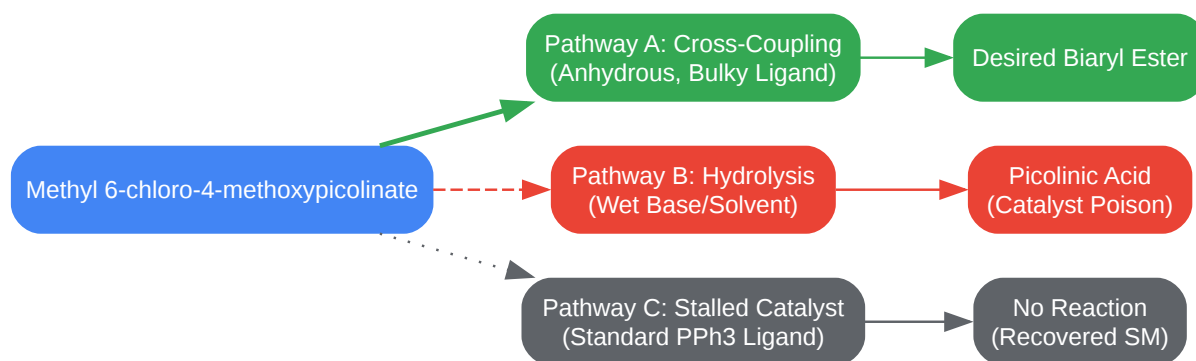 Methyl 6-chloro-4-methoxypicolinate
Pathway A: Cross-Coupling
(Anhydrous, Bulky Ligand)
Desired Biaryl Ester
Pathway B: Hydrolysis
(Wet Base/Solvent)
Picolinic Acid
(Catalyst Poison)
Pathway C: Stalled Catalyst
(Standard PPh3 Ligand)
No Reaction
(Recovered SM)